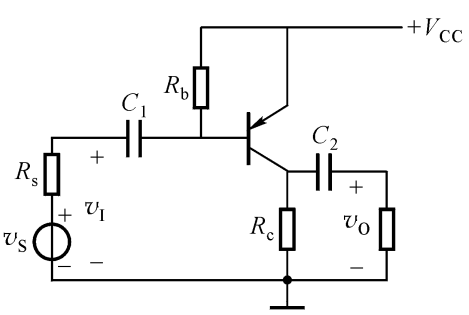 +V_CC
R_b
C_1
C_2
R_s
+
v_I
+
v_S
−
−
R_c
+
v_O
−